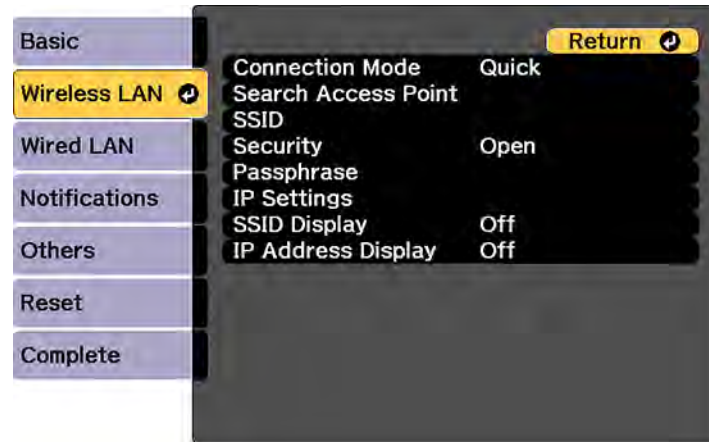 Basic
Wireless LAN
Wired LAN
Notifications
Others
Reset
Complete
Return
Connection Mode Quick
Search Access Point
SSID
Security Open
Passphrase
IP Settings
SSID Display Off
IP Address Display Off